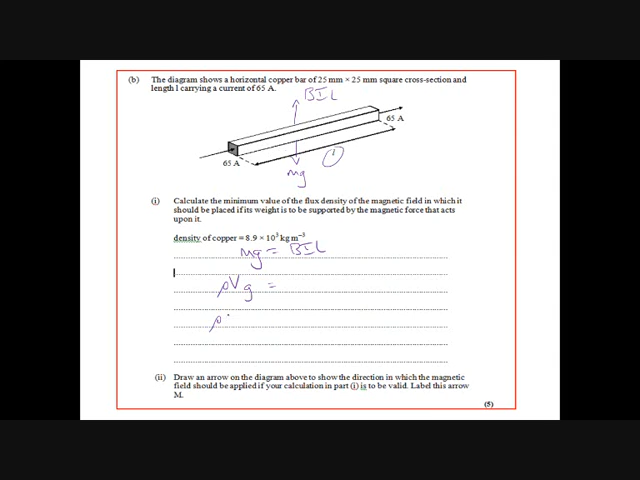 (b) The diagram shows a horizontal copper bar of 25 mm × 25 mm square cross-section and
length l carrying a current of 65 A.
BIL
65 A
65 A
l
mg
(i) Calculate the minimum value of the flux density of the magnetic field in which it
should be placed if its weight is to be supported by the magnetic force that acts
upon it.
density of copper = 8.9 × 10³ kg m⁻³
mg = BIL
ρVg =
ρ
(ii) Draw an arrow on the diagram above to show the direction in which the magnetic
field should be applied if your calculation in part (i) is to be valid. Label this arrow
M.
(5)